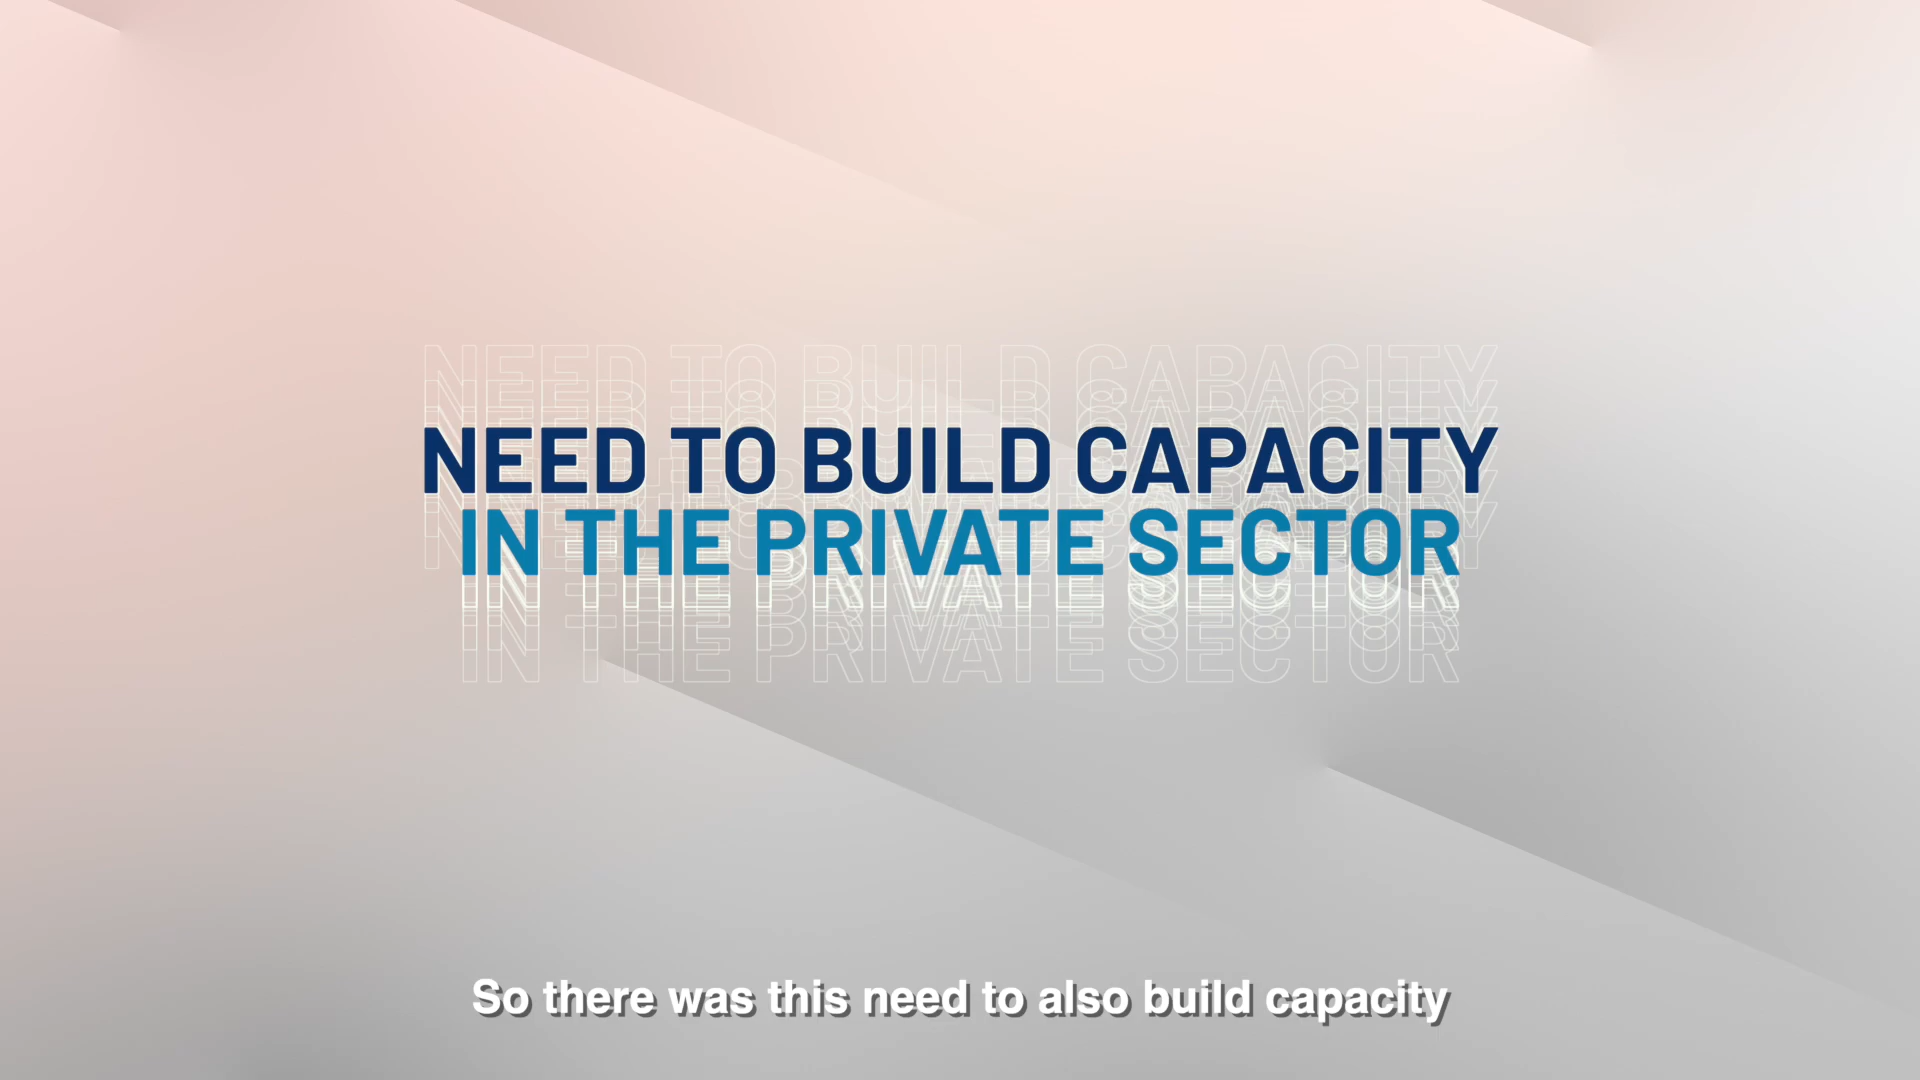 NEED TO BUILD CAPACITY
IN THE PRIVATE SECTOR
So there was this need to also build capacity